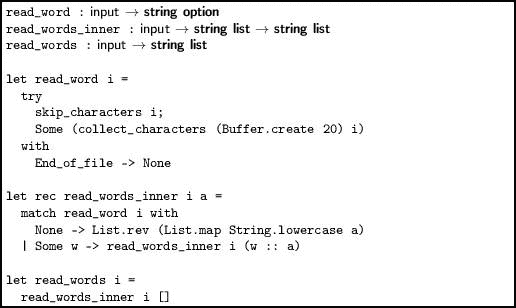 read_word : input → string option
read_words_inner : input → string list → string list
read_words : input → string list
let read_word i =
try
skip_characters i;
Some (collect_characters (Buffer.create 20) i)
with
End_of_file -> None
let rec read_words_inner i a =
match read_word i with
None -> List.rev (List.map String.lowercase a)
| Some w -> read_words_inner i (w :: a)
let read_words i =
read_words_inner i []